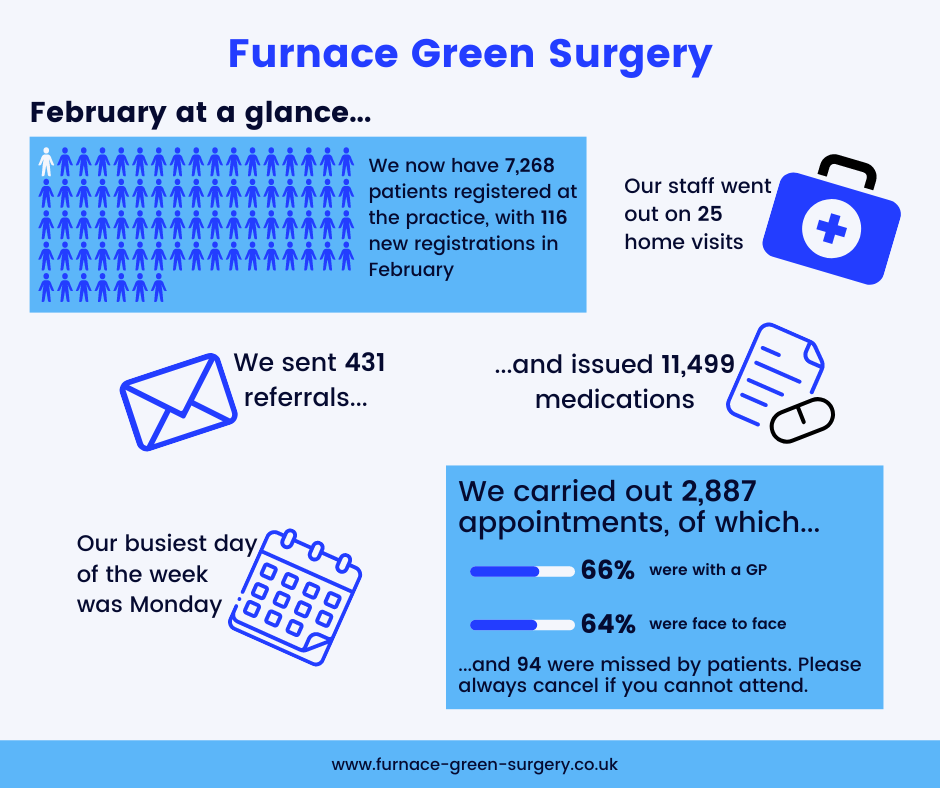 Furnace Green Surgery
February at a glance...
We now have 7,268
patients registered at
the practice, with 116
new registrations in
February
Our staff went
out on 25
home visits
We sent 431
referrals...
...and issued 11,499
medications
Our busiest day
of the week
was Monday
We carried out 2,887
appointments, of which...
66% were with a GP
64% were face to face
...and 94 were missed by patients. Please
always cancel if you cannot attend.
www.furnace-green-surgery.co.uk